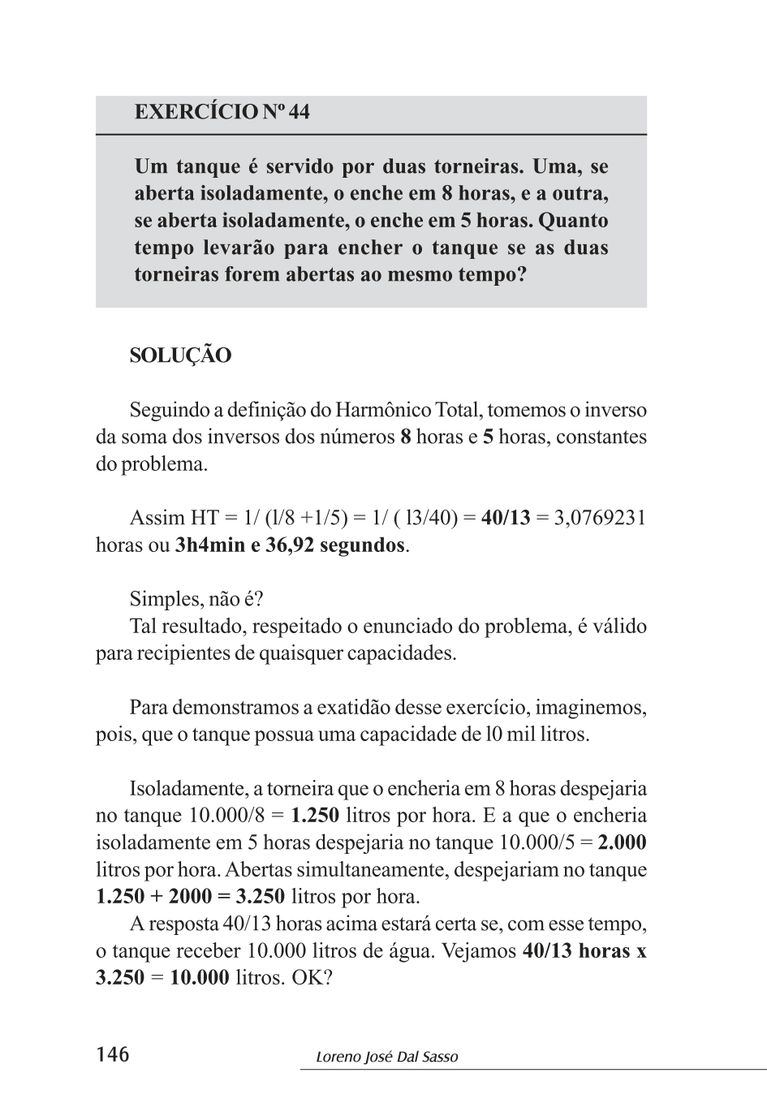 EXERCÍCIO Nº 44
Um tanque é servido por duas torneiras. Uma, se
aberta isoladamente, o enche em 8 horas, e a outra,
se aberta isoladamente, o enche em 5 horas. Quanto
tempo levarão para encher o tanque se as duas
torneiras forem abertas ao mesmo tempo?
SOLUÇÃO
Seguindo a definição do Harmônico Total, tomemos o inverso
da soma dos inversos dos números 8 horas e 5 horas, constantes
do problema.
Assim HT = 1/ (l/8 +1/5) = 1/ ( l3/40) = 40/13 = 3,0769231
horas ou 3h4min e 36,92 segundos.
Simples, não é?
Tal resultado, respeitado o enunciado do problema, é válido
para recipientes de quaisquer capacidades.
Para demonstramos a exatidão desse exercício, imaginemos,
pois, que o tanque possua uma capacidade de l0 mil litros.
Isoladamente, a torneira que o encheria em 8 horas despejaria
no tanque 10.000/8 = 1.250 litros por hora. E a que o encheria
isoladamente em 5 horas despejaria no tanque 10.000/5 = 2.000
litros por hora. Abertas simultaneamente, despejariam no tanque
1.250 + 2000 = 3.250 litros por hora.
A resposta 40/13 horas acima estará certa se, com esse tempo,
o tanque receber 10.000 litros de água. Vejamos 40/13 horas x
3.250 = 10.000 litros. OK?
146 Loreno José Dal Sasso